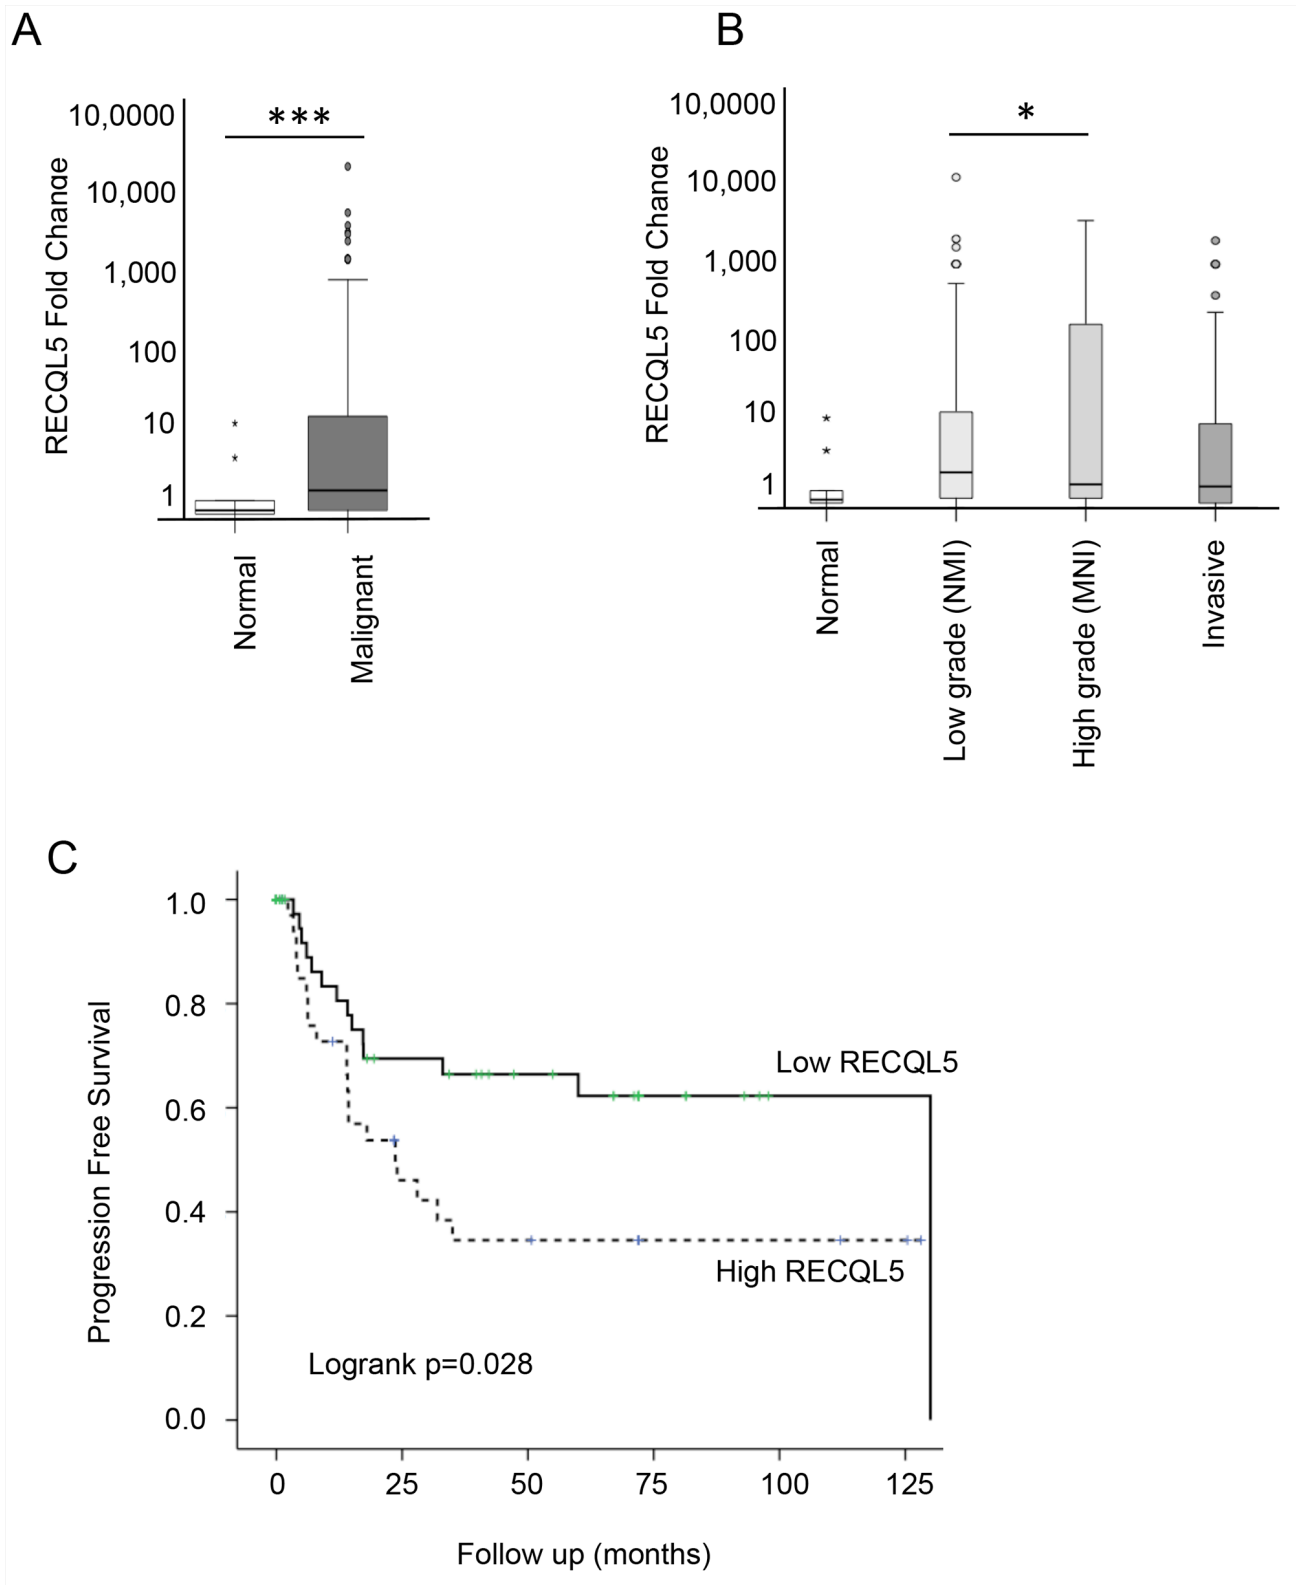 A
10,0000
10,000
1,000
100
10
1
RECQL5 Fold Change
***
Normal
Malignant
B
10,0000
10,000
1,000
100
10
1
RECQL5 Fold Change
*
Normal
Low grade (NMI)
High grade (MNI)
Invasive
C
1.0
0.8
0.6
0.4
0.2
0.0
Progression Free Survival
Low RECQL5
High RECQL5
Logrank p=0.028
0 25 50 75 100 125
Follow up (months)